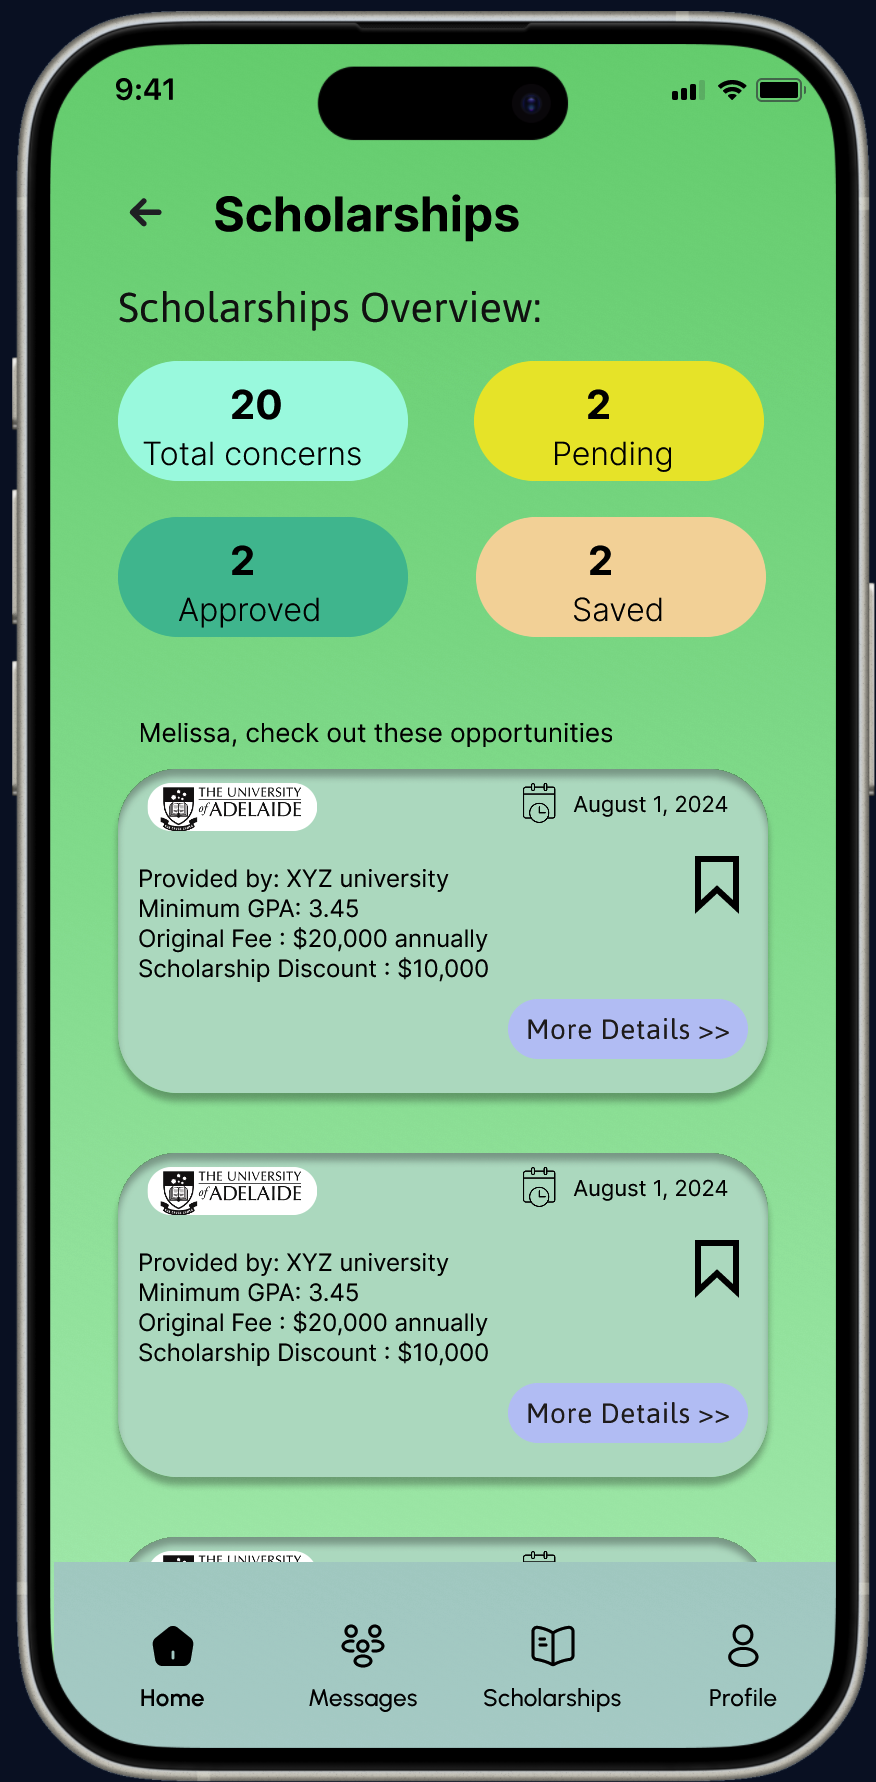 9:41
Scholarships
Scholarships Overview:
20
Total concerns
2
Pending
2
Approved
2
Saved
Melissa, check out these opportunities
THE UNIVERSITY
of ADELAIDE
August 1, 2024
Provided by: XYZ university
Minimum GPA: 3.45
Original Fee : $20,000 annually
Scholarship Discount : $10,000
More Details >>
THE UNIVERSITY
of ADELAIDE
August 1, 2024
Provided by: XYZ university
Minimum GPA: 3.45
Original Fee : $20,000 annually
Scholarship Discount : $10,000
More Details >>
THE UNIVERSITY
Home
Messages
Scholarships
Profile